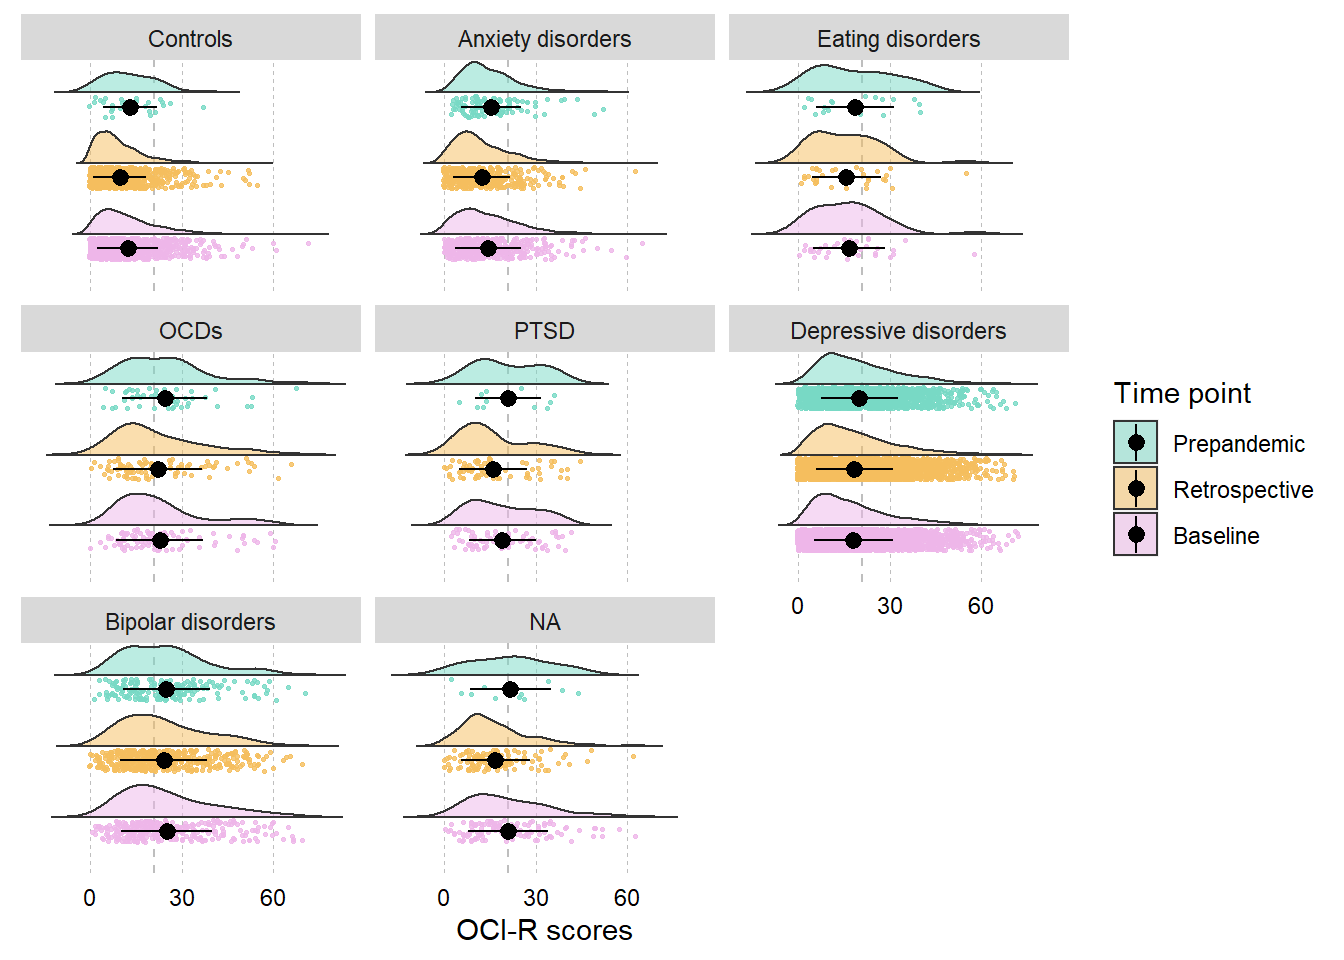 Controls
Anxiety disorders
Eating disorders
OCDs
PTSD
Depressive disorders
Time point
Prepandemic
Retrospective
Baseline
0 30 60
Bipolar disorders
NA
0 30 60
0 30 60
OCI-R scores